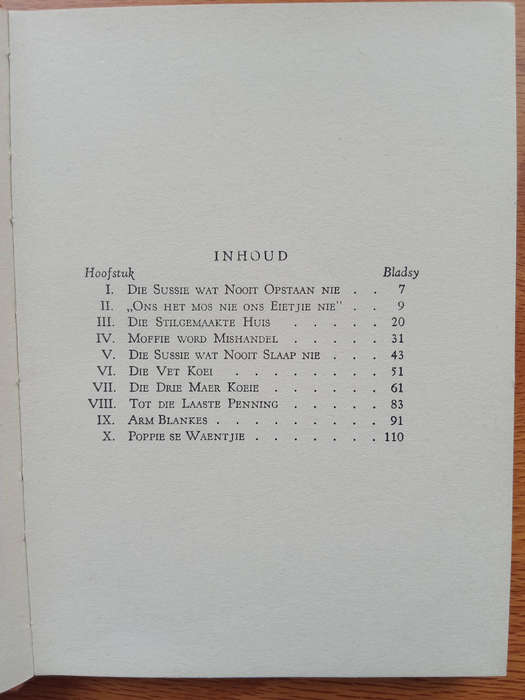 INHOUD
Hoofstuk Bladsy
I. DIE SUSSIE WAT NOOIT OPSTAAN NIE . . 7
II. „ONS HET MOS NIE ONS EIETJIE NIE” . . 9
III. DIE STILGEMAAKTE HUIS . . . . . 20
IV. MOFFIE WORD MISHANDEL . . . . 31
V. DIE SUSSIE WAT NOOIT SLAAP NIE . . . 43
VI. DIE VET KOEI . . . . . . . 51
VII. DIE DRIE MAER KOEIE . . . . . 61
VIII. TOT DIE LAASTE PENNING . . . . . 83
IX. ARM BLANKES . . . . . . . . . 91
X. POPPIE SE WAENTJIE . . . . . . . 110